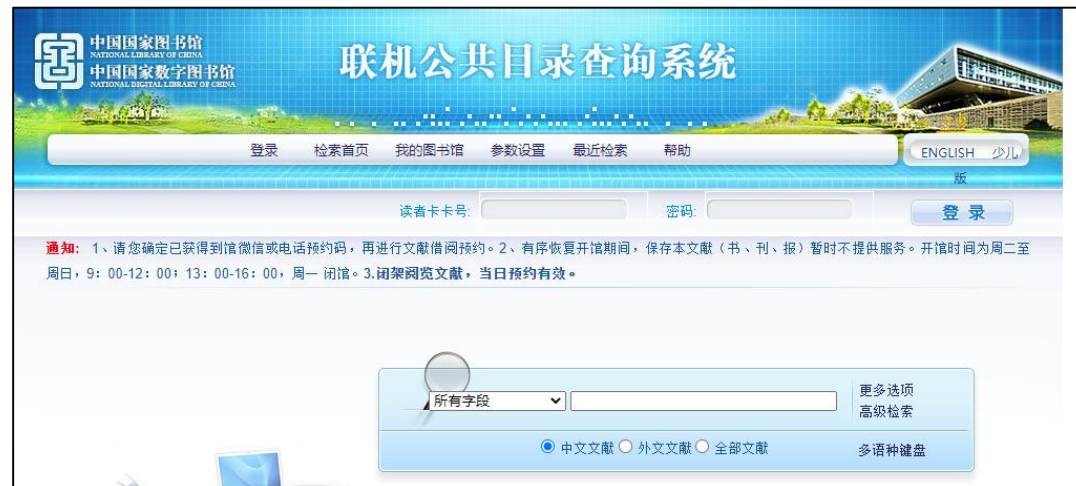 中国国家图书馆
NATIONAL LIBRARY OF CHINA
中国国家数字图书馆
NATIONAL DIGITAL LIBRARY OF CHINA
联机公共目录查询系统
登录 检索首页 我的图书馆 参数设置 最近检索 帮助 ENGLISH 少儿
版
读者卡卡号: 密码: 登 录
通知: 1、请您确定已获得到馆微信或电话预约码，再进行文献借阅预约。2、有序恢复开馆期间，保存本文献（书、刊、报）暂时不提供服务。开馆时间为周二至
周日，9：00-12：00；13：00-16：00，周一 闭馆。3.闭架阅览文献，当日预约有效。
所有字段
更多选项
高级检索
中文文献 外文文献 全部文献 多语种键盘